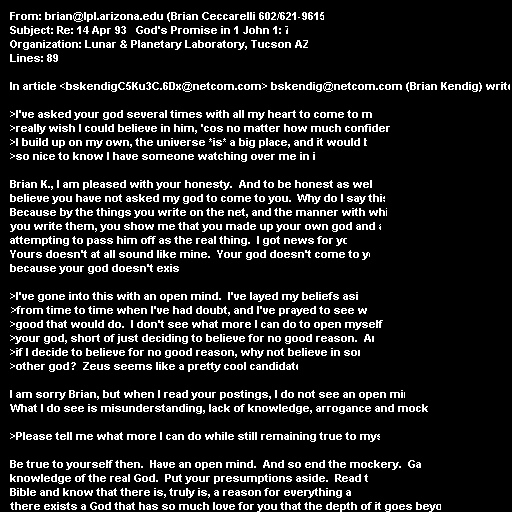 From: brian@lpl.arizona.edu (Brian Ceccarelli 602/621-9615
Subject: Re: 14 Apr 93   God's Promise in 1 John 1:
Organization: Lunar & Planetary Laboratory, Tucson AZ
Lines: 89
In article <bskendigC5Ku3C.6Dx@netcom.com> bskendig@netcom.com (Brian Kendig) write
>I've asked your god several times with all my heart to come to
>really wish I could believe in him, 'cos no matter how much confider
>I build up on my own, the universe *is* a big place, and it would
>so nice to know I have someone watching over me in
Brian K., I am pleased with your honesty.  And to be honest as wel
believe you have not asked my god to come to you.  Why do I say this
Because by the things you write on the net, and the manner with
you write them, you show me that you made up your own god and
attempting to pass him off as the real thing.  I got news for
Yours doesn't at all sound like mine.  Your god doesn't come to
because your god doesn't exis
>I've gone into this with an open mind.  I've layed my beliefs asi
>from time to time when I've had doubt, and I've prayed to see w
>good that would do.  I don't see what more I can do to open myself
>your god, short of just deciding to believe for no good reason.
>if I decide to believe for no good reason, why not believe in
>other god?  Zeus seems like a pretty cool candidate
I am sorry Brian, but when I read your postings, I do not see an open
What I do see is misunderstanding, lack of knowledge, arrogance and mock
>Please tell me what more I can do while still remaining true to mys
Be true to yourself then.  Have an open mind.  And so end the mockery.  Ga
knowledge of the real God.  Put your presumptions aside.  Read t
Bible and know that there is, truly is, a reason for everything a
there exists a God that has so much love for you that the depth of it goes beyo